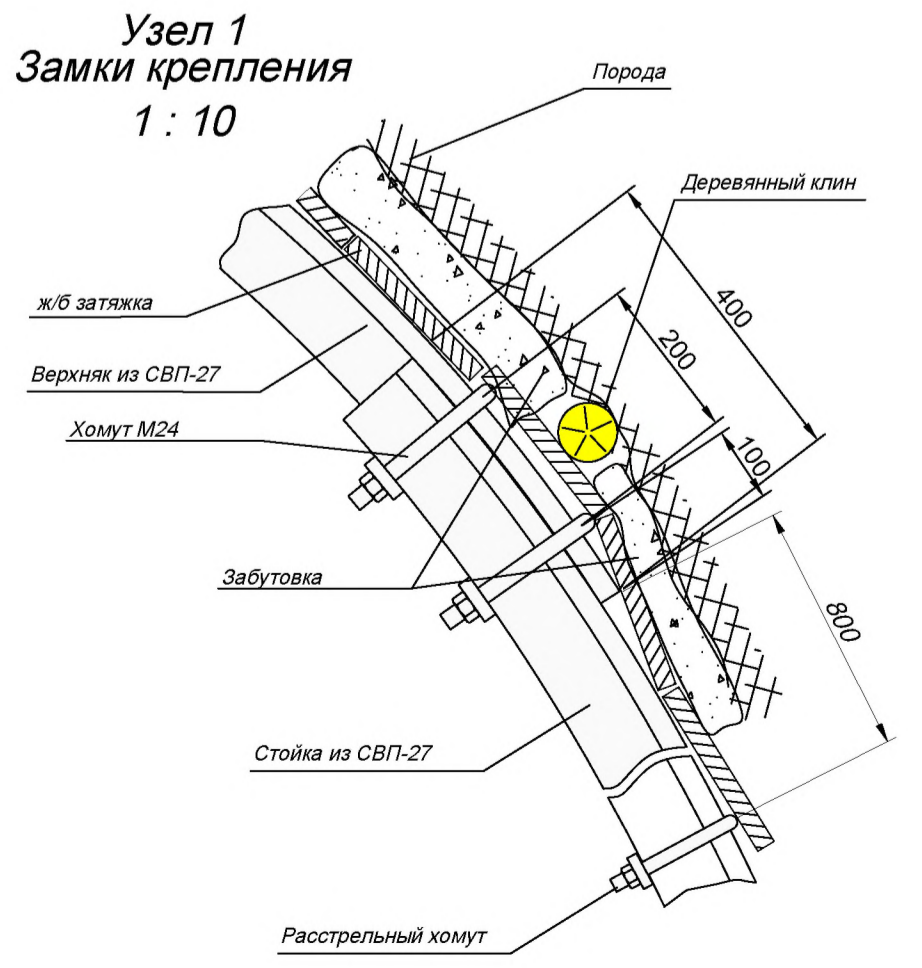 Узел 1
Замки крепления
1 : 10
Порода
Деревянный клин
ж/б затяжка
400
200
Верхняк из СВП-27
Хомут М24
100
Забутовка
800
Стойка из СВП-27
Расстрельный хомут